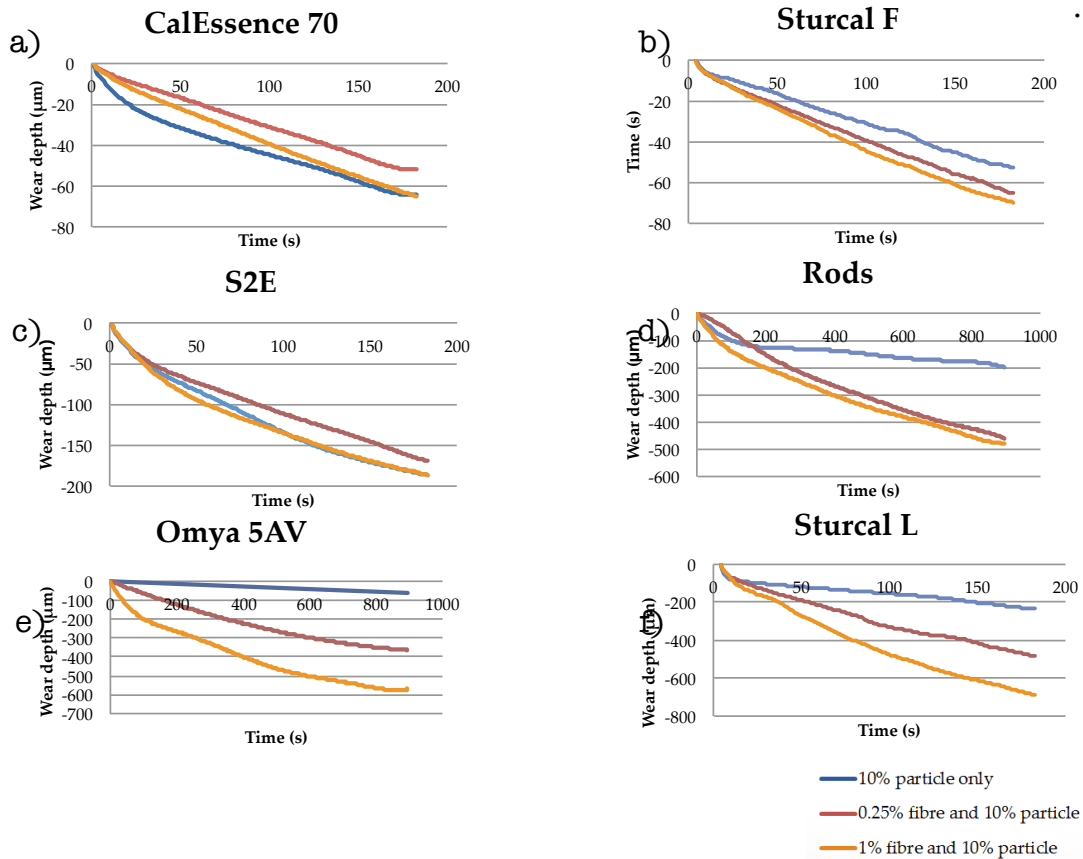 CalEssence 70
a)
0
0 50 100 150 200
-20
-40
-60
-80
Wear depth (µm)
Time (s)
Sturcal F
b)
0
0 50 100 150 200
-20
-40
-60
-80
Time (s)
Time (s)
S2E
c)
0
0 50 100 150 200
-50
-100
-150
-200
Wear depth (µm)
Time (s)
Rods
d)
0
0 200 400 600 800 1000
-100
-200
-300
-400
-500
-600
Wear depth (µm)
Time (s)
Omya 5AV
e)
0
0 200 400 600 800 1000
-100
-200
-300
-400
-500
-600
-700
Wear depth (µm)
Time (s)
Sturcal L
f)
0
0 50 100 150 200
-200
-400
-600
-800
Wear depth (µm)
Time (s)
10% particle only
0.25% fibre and 10% particle
1% fibre and 10% particle